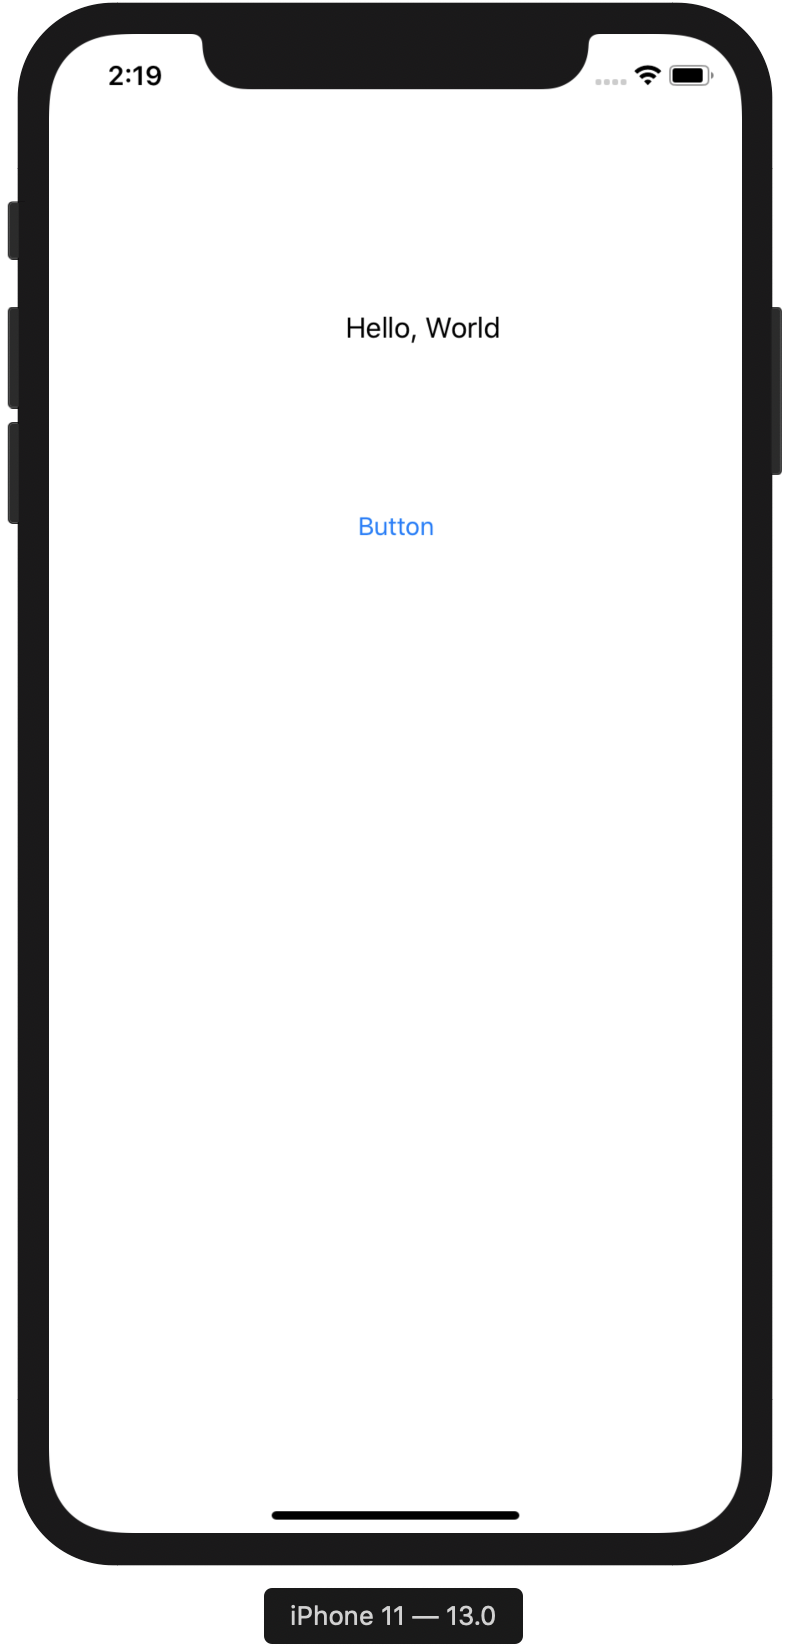 2:19
Hello, World
Button
iPhone 11 — 13.0